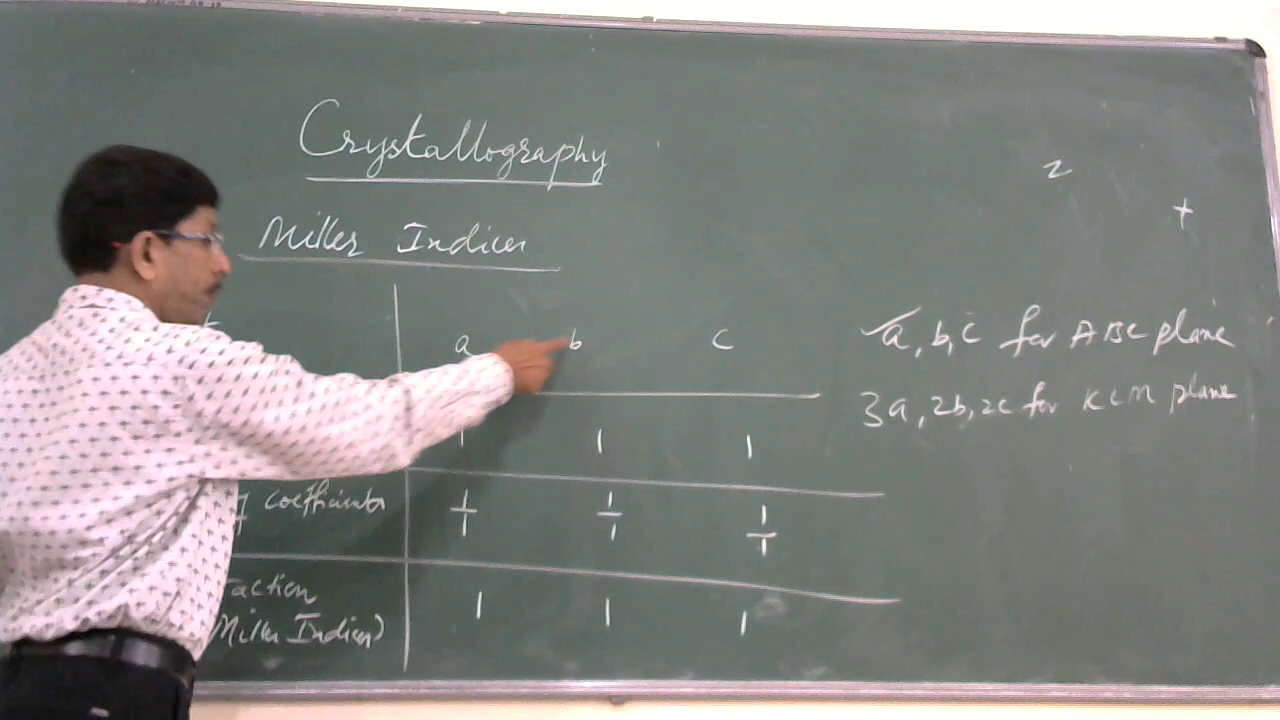 Crystallography
Miller Indices
z
+
a b c
a, b, c for ABC plane
3a, 2b, 2c for KLM plane
1 1 1
coefficients 1/1 1/1 1/1
action
(Miller Indices) 1 1 1